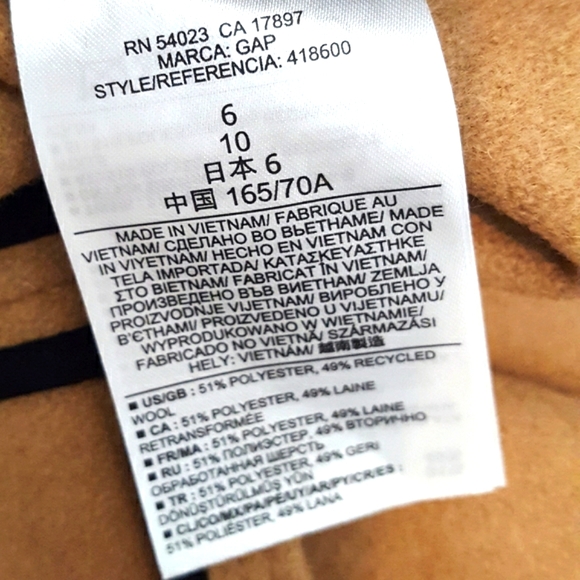 RN 54023 CA 17897
MARCA: GAP
STYLE/REFERENCIA: 418600
6
10
日本 6
中国 165/70A
MADE IN VIETNAM/ FABRIQUE AU
VIETNAM/ СДЕЛАНО ВО ВЬЕТНАМЕ/ MADE
IN VIYETNAM/ HECHO EN VIETNAM CON
TELA IMPORTADA/ ΚΑΤΑΣΚΕΥΑΣΤΗΚΕ
ΣΤΟ ΒΙΕΤΝΑΜ/ FABRICAT ÎN VIETNAM/
ПРОИЗВЕДЕНО ВЪВ ВИЕТНАМ/ ZEMLJA
PROIZVODNJE VIJETNAM/ ВИРОБЛЕНО У
В'ЄТНАМІ/ PROIZVEDENO U VIJETNAMU/
WYPRODUKOWANO W WIETNAMIE/
FABRICADO NO VIETNÃ/ SZÁRMAZÁSI
HELY: VIETNÁM/ 越南製造
■ US/GB : 51% POLYESTER, 49% RECYCLED
WOOL
■ CA : 51% POLYESTER, 49% LAINE
RETRANSFORMÉE
■ FR/MA : 51% POLYESTER, 49% LAINE
■ RU : 51% ПОЛИЭСТЕР, 49% ВТОРИЧНО
ОБРАБОТАННАЯ ШЕРСТЬ
■ TR : 51% POLYESTER, 49% GERI
DÖNÜŞTÜRÜLMÜŞ YÜN
■ CL/CO/MX/PA/PE/UY/AR/PY/CR/ES :
51% POLIÉSTER, 49% LANA